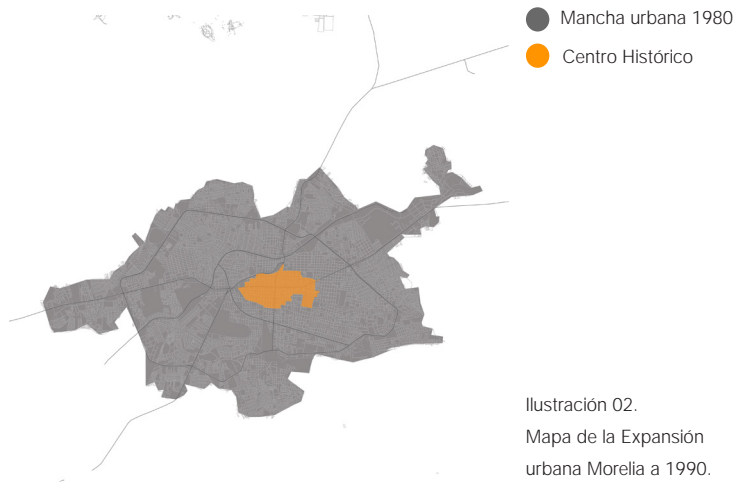 Mancha urbana 1980
Centro Histórico
Ilustración 02.
Mapa de la Expansión
urbana Morelia a 1990.